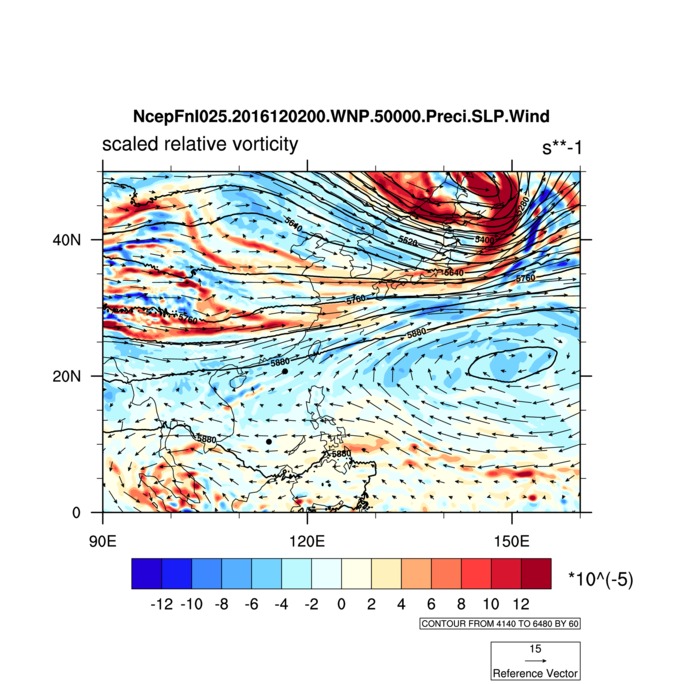 NcepFnl025.2016120200.WNP.50000.Preci.SLP.Wind
scaled relative vorticity s**-1
5280
5640
40N 5520 5400
5640
5760
5760
5760
5880
5880
20N
5880
5880
0
90E 120E 150E
*10^(-5)
-12 -10 -8 -6 -4 -2 0 2 4 6 8 10 12
CONTOUR FROM 4140 TO 6480 BY 60
15
Reference Vector